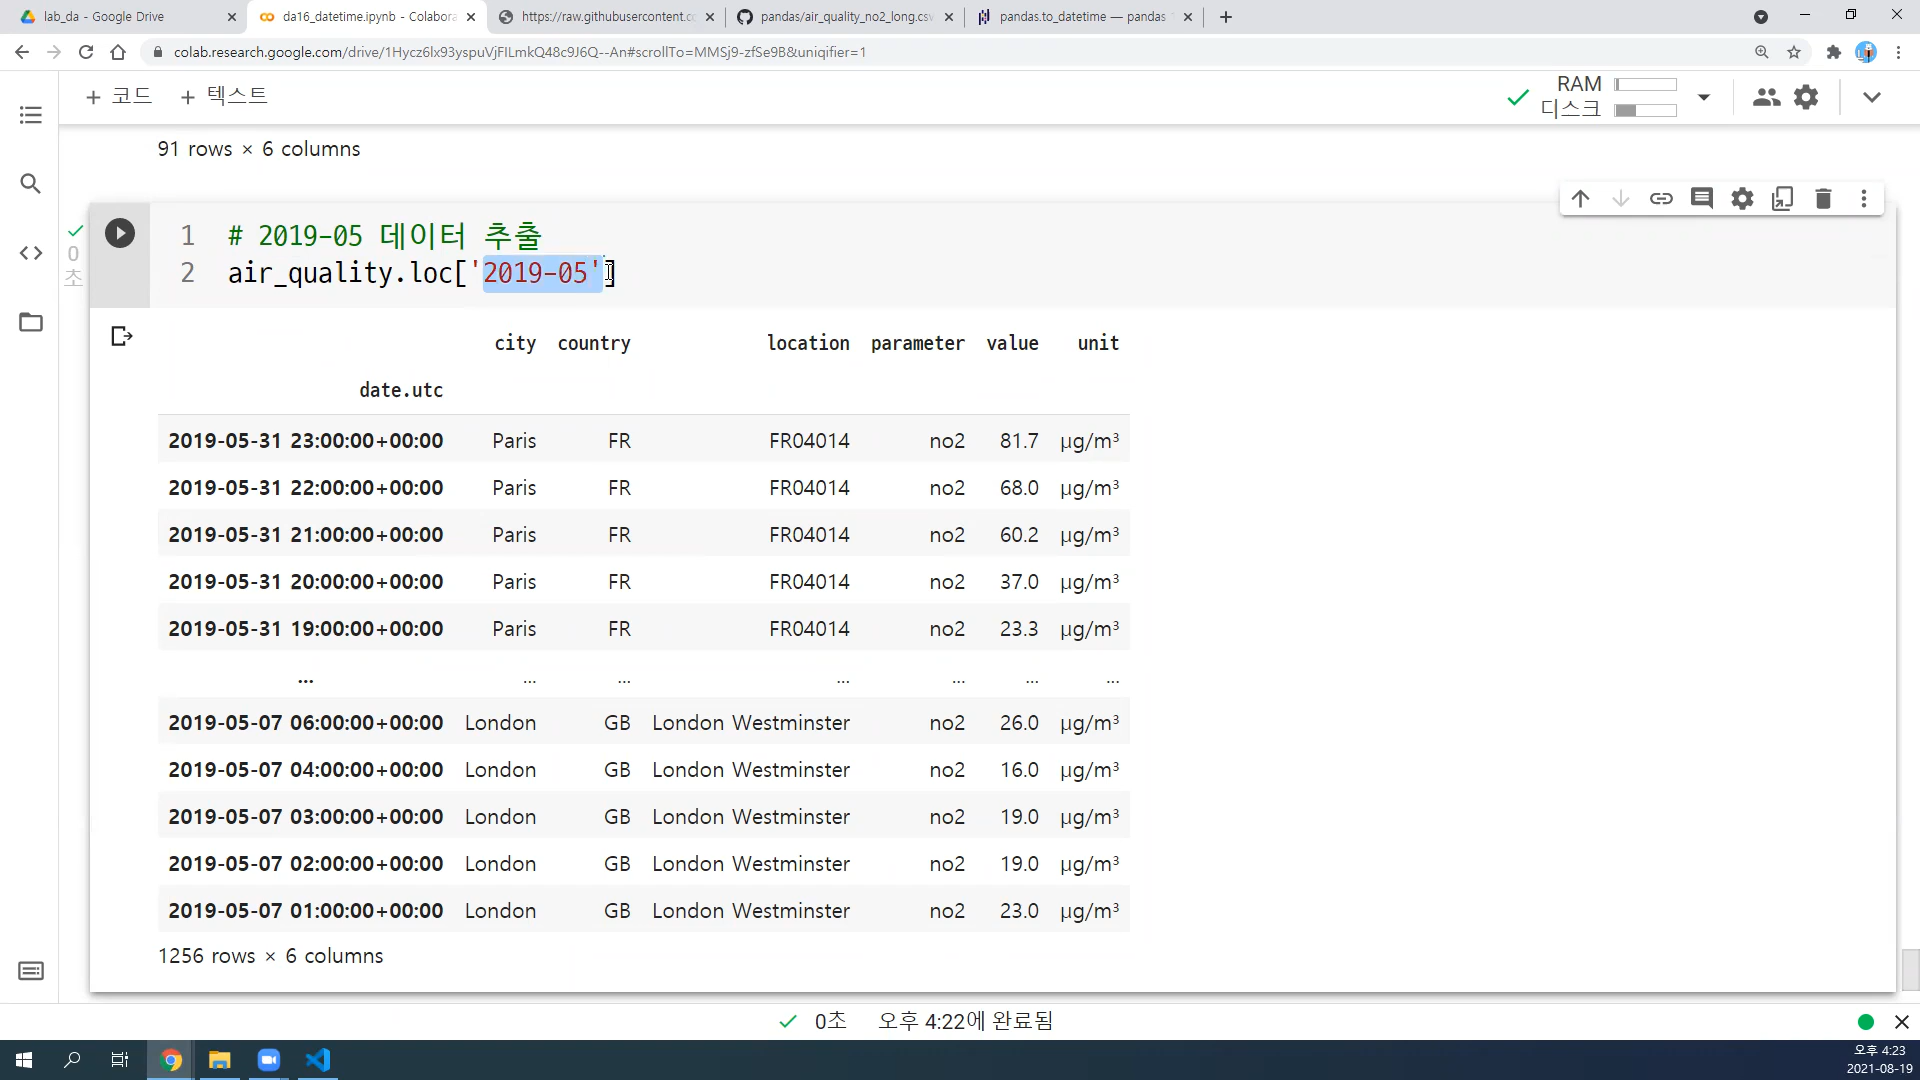 lab_da - Google Drive
da16_datetime.ipynb - Colabora
https://raw.githubusercontent.co
pandas/air_quality_no2_long.csv
pandas.to_datetime — pandas
colab.research.google.com/drive/1Hycz6lx93yspuVjFILmkQ48c9J6Q--An#scrollTo=MMSj9-zfSe9B&uniqifier=1
+ 코드 + 텍스트
RAM
디스크
91 rows × 6 columns
0
초
1 # 2019-05 데이터 추출
2 air_quality.loc['2019-05']
city country location parameter value unit
date.utc
2019-05-31 23:00:00+00:00 Paris FR FR04014 no2 81.7 µg/m³
2019-05-31 22:00:00+00:00 Paris FR FR04014 no2 68.0 µg/m³
2019-05-31 21:00:00+00:00 Paris FR FR04014 no2 60.2 µg/m³
2019-05-31 20:00:00+00:00 Paris FR FR04014 no2 37.0 µg/m³
2019-05-31 19:00:00+00:00 Paris FR FR04014 no2 23.3 µg/m³
... ... ... ... ... ... ...
2019-05-07 06:00:00+00:00 London GB London Westminster no2 26.0 µg/m³
2019-05-07 04:00:00+00:00 London GB London Westminster no2 16.0 µg/m³
2019-05-07 03:00:00+00:00 London GB London Westminster no2 19.0 µg/m³
2019-05-07 02:00:00+00:00 London GB London Westminster no2 19.0 µg/m³
2019-05-07 01:00:00+00:00 London GB London Westminster no2 23.0 µg/m³
1256 rows × 6 columns
0초 오후 4:22에 완료됨
오후 4:23
2021-08-19